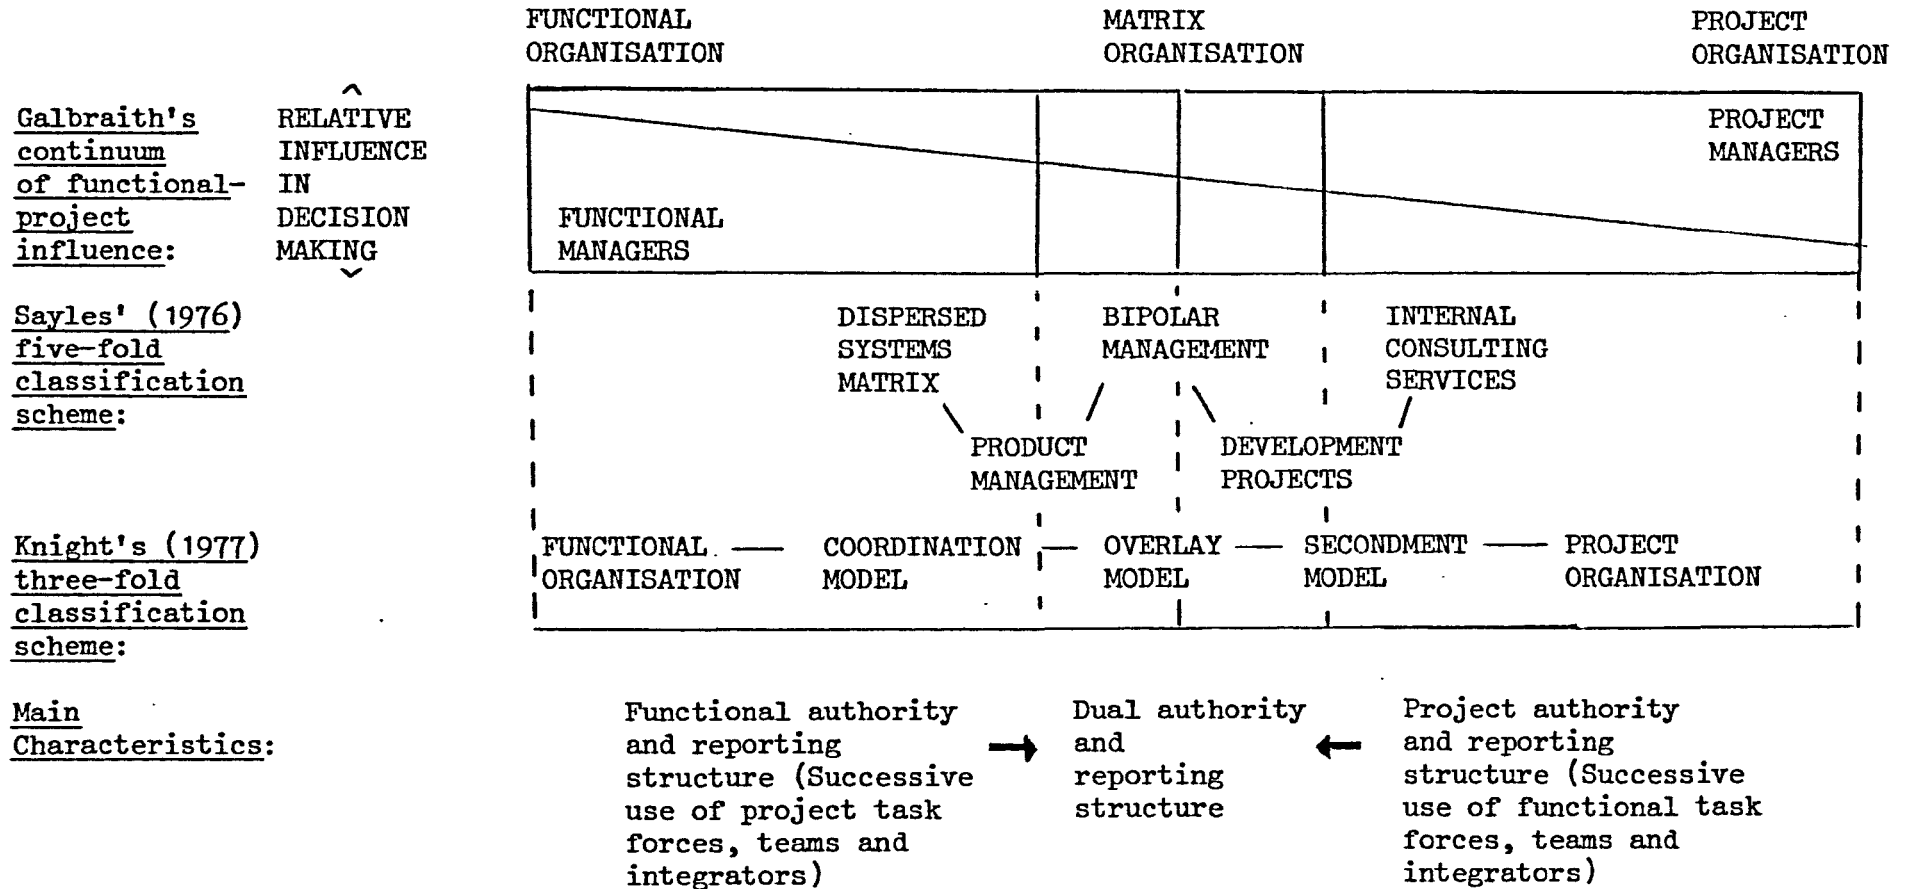 FUNCTIONAL
ORGANISATION
MATRIX
ORGANISATION
PROJECT
ORGANISATION
Galbraith's
continuum
of functional-
project
influence:
RELATIVE
INFLUENCE
IN
DECISION
MAKING
FUNCTIONAL
MANAGERS
PROJECT
MANAGERS
Sayles' (1976)
five-fold
classification
scheme:
DISPERSED
SYSTEMS
MATRIX
BIPOLAR
MANAGEMENT
INTERNAL
CONSULTING
SERVICES
PRODUCT
MANAGEMENT
DEVELOPMENT
PROJECTS
Knight's (1977)
three-fold
classification
scheme:
FUNCTIONAL
ORGANISATION
COORDINATION
MODEL
OVERLAY
MODEL
SECONDMENT
MODEL
PROJECT
ORGANISATION
Main
Characteristics:
Functional authority
and reporting
structure (Successive
use of project task
forces, teams and
integrators)
Dual authority
and
reporting
structure
Project authority
and reporting
structure (Successive
use of functional task
forces, teams and
integrators)